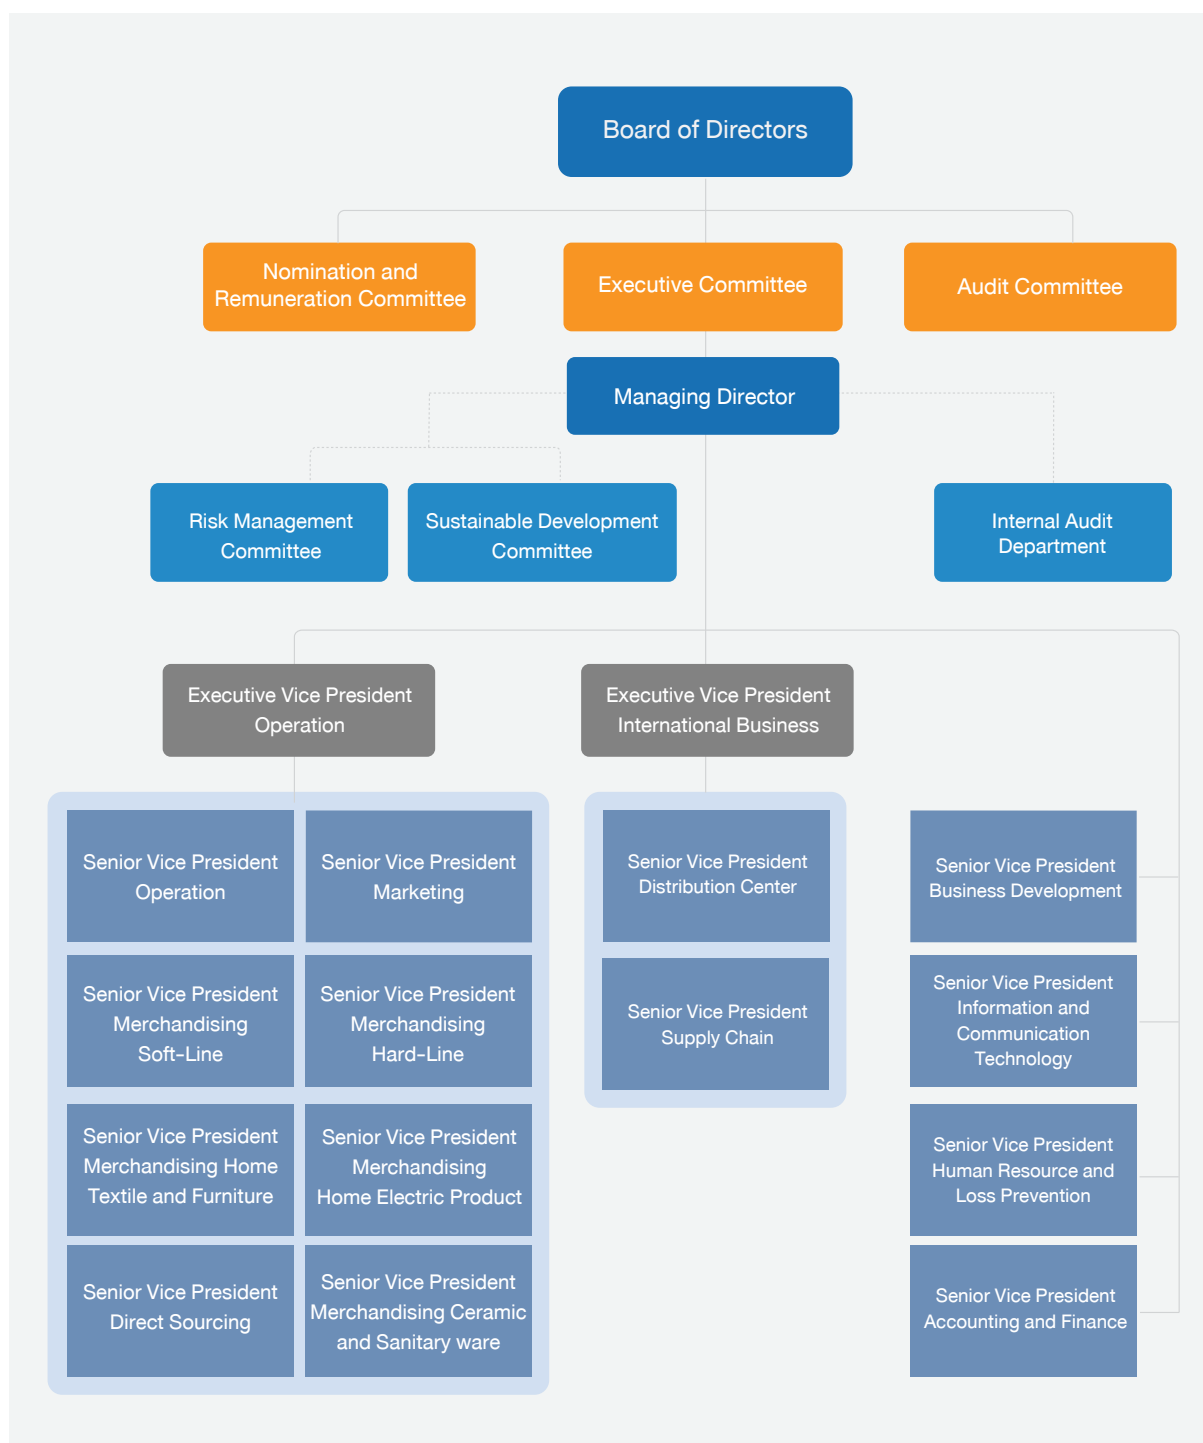 Board of Directors
Nomination and
Remuneration Committee
Executive Committee
Audit Committee
Managing Director
Risk Management
Committee
Sustainable Development
Committee
Internal Audit
Department
Executive Vice President
Operation
Executive Vice President
International Business
Senior Vice President
Operation
Senior Vice President
Marketing
Senior Vice President
Distribution Center
Senior Vice President
Business Development
Senior Vice President
Merchandising
Soft-Line
Senior Vice President
Merchandising
Hard-Line
Senior Vice President
Supply Chain
Senior Vice President
Information and
Communication
Technology
Senior Vice President
Merchandising Home
Textile and Furniture
Senior Vice President
Merchandising
Home Electric Product
Senior Vice President
Human Resource and
Loss Prevention
Senior Vice President
Direct Sourcing
Senior Vice President
Merchandising Ceramic
and Sanitary ware
Senior Vice President
Accounting and Finance